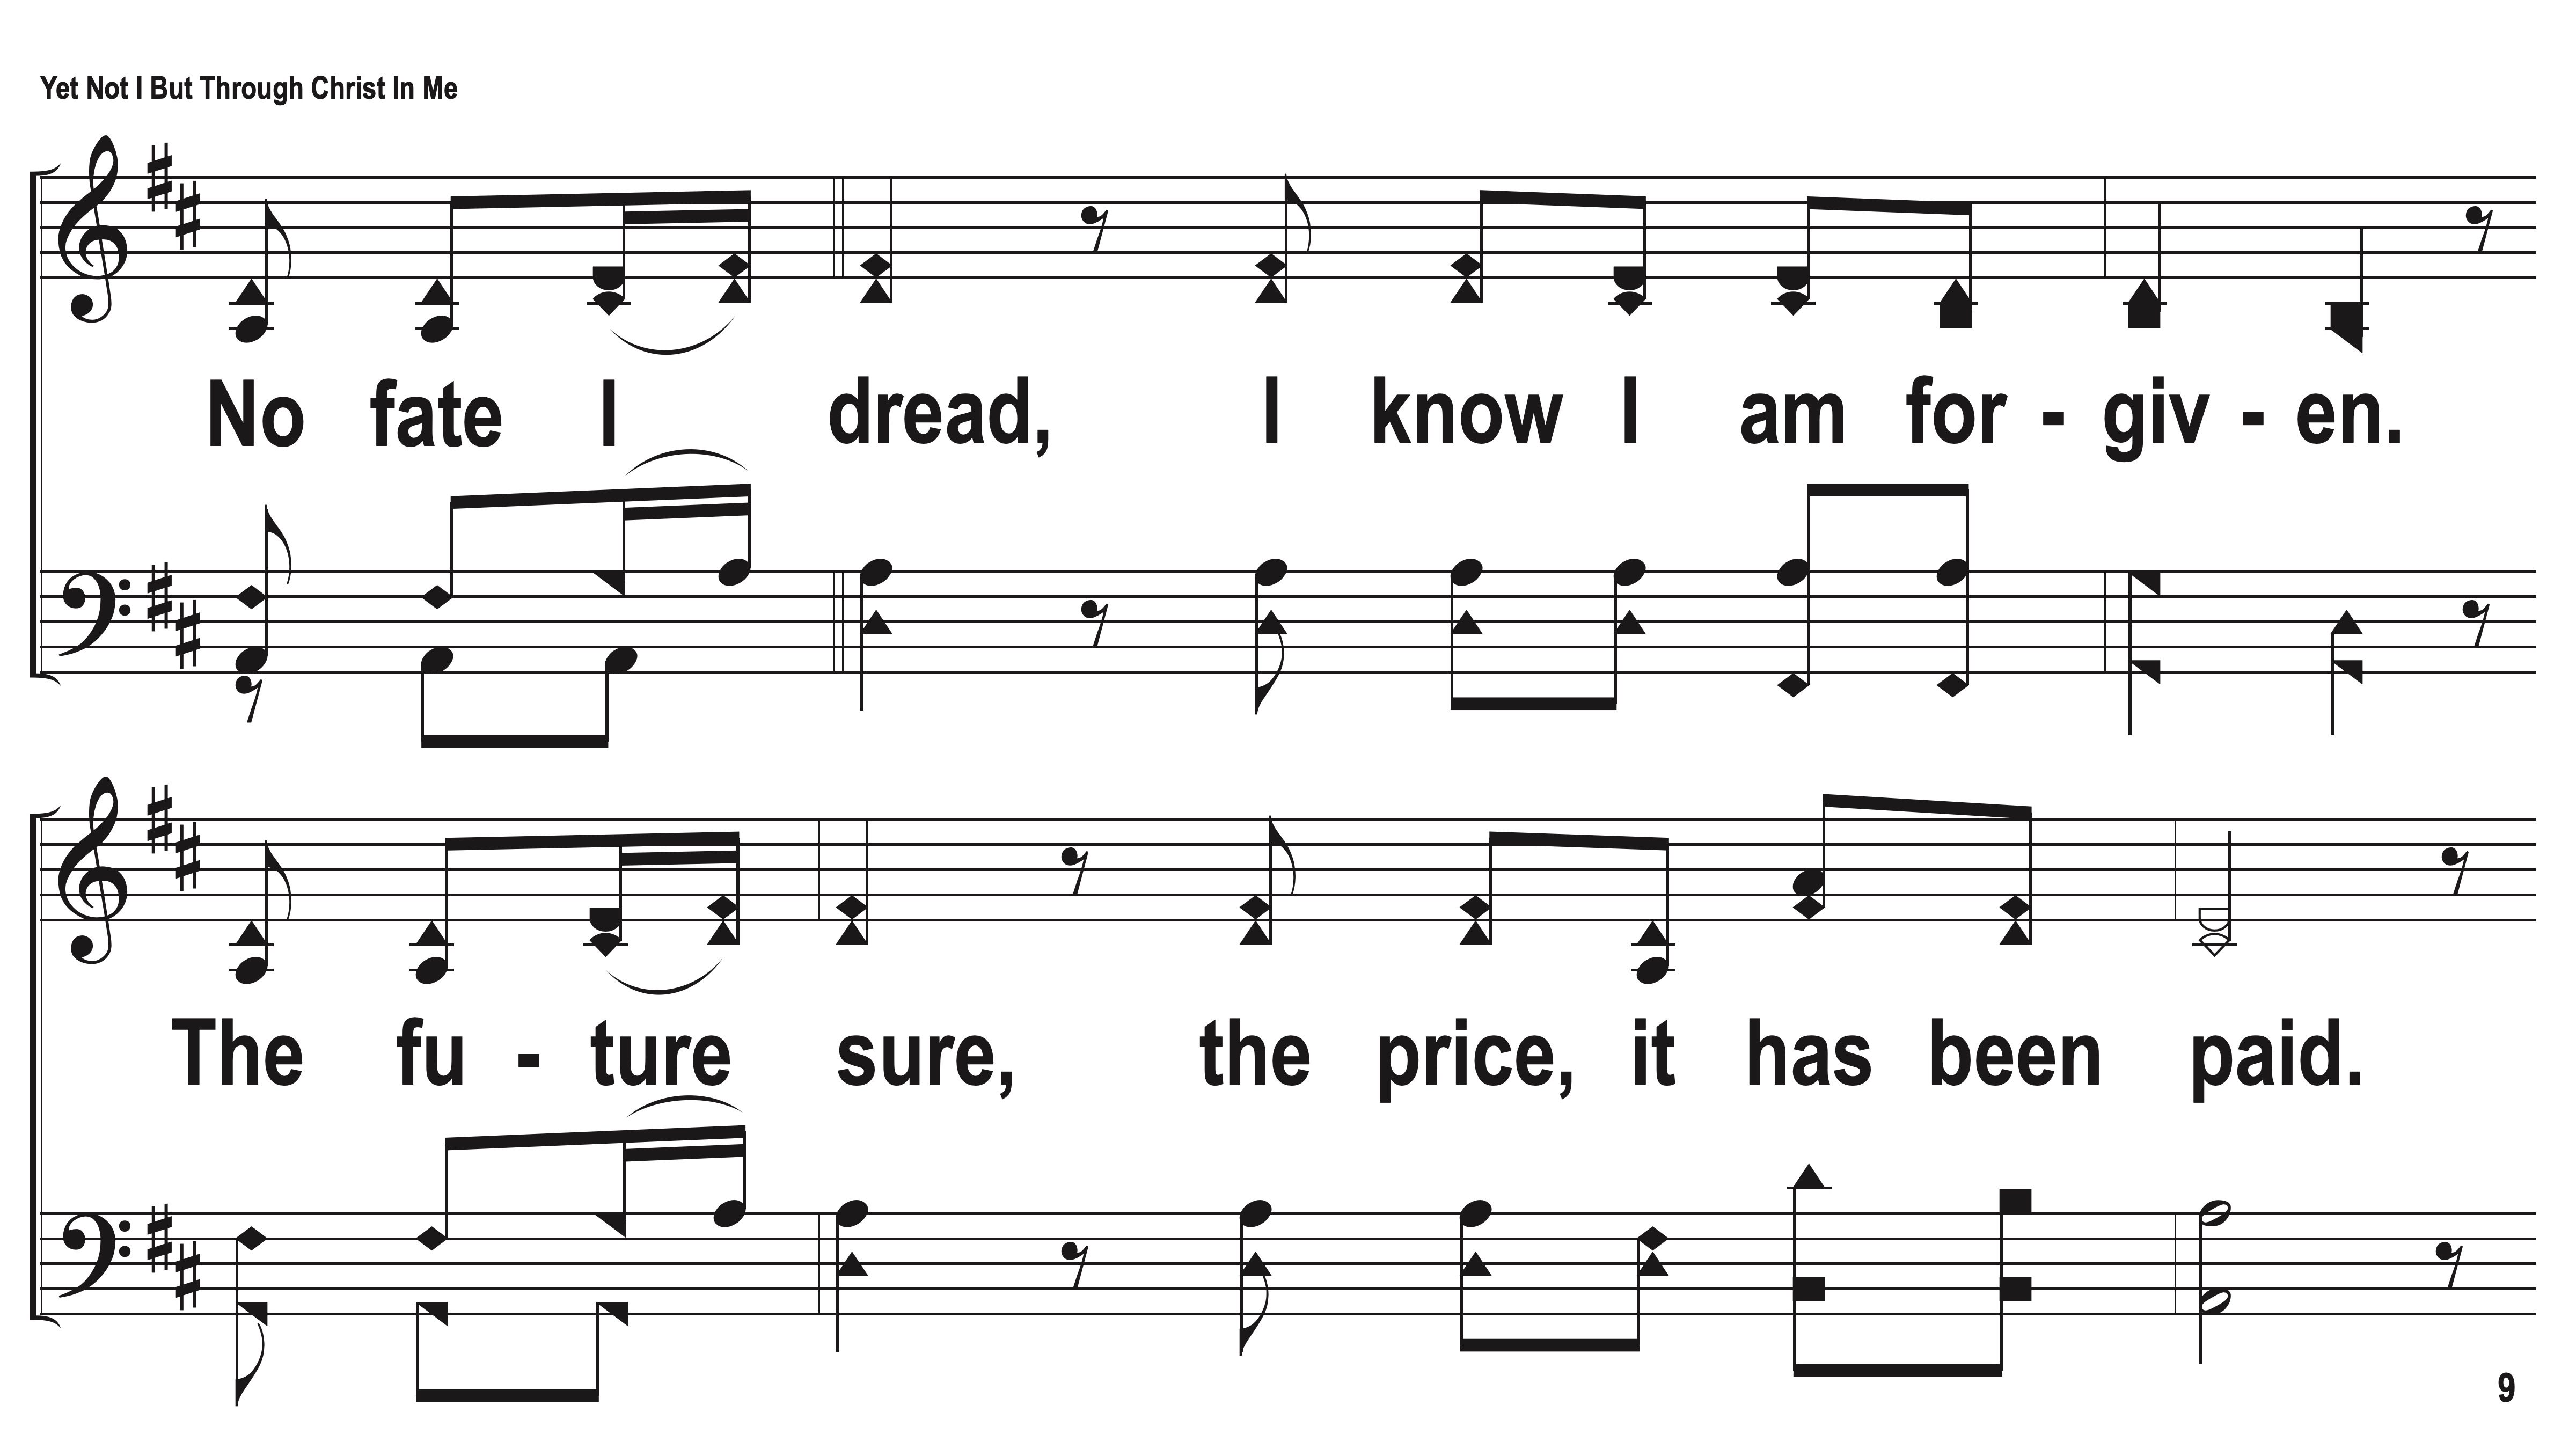 Yet Not I But Through Christ In Me
No fate I dread, I know I am for - giv - en.
The fu - ture sure, the price, it has been paid.
9